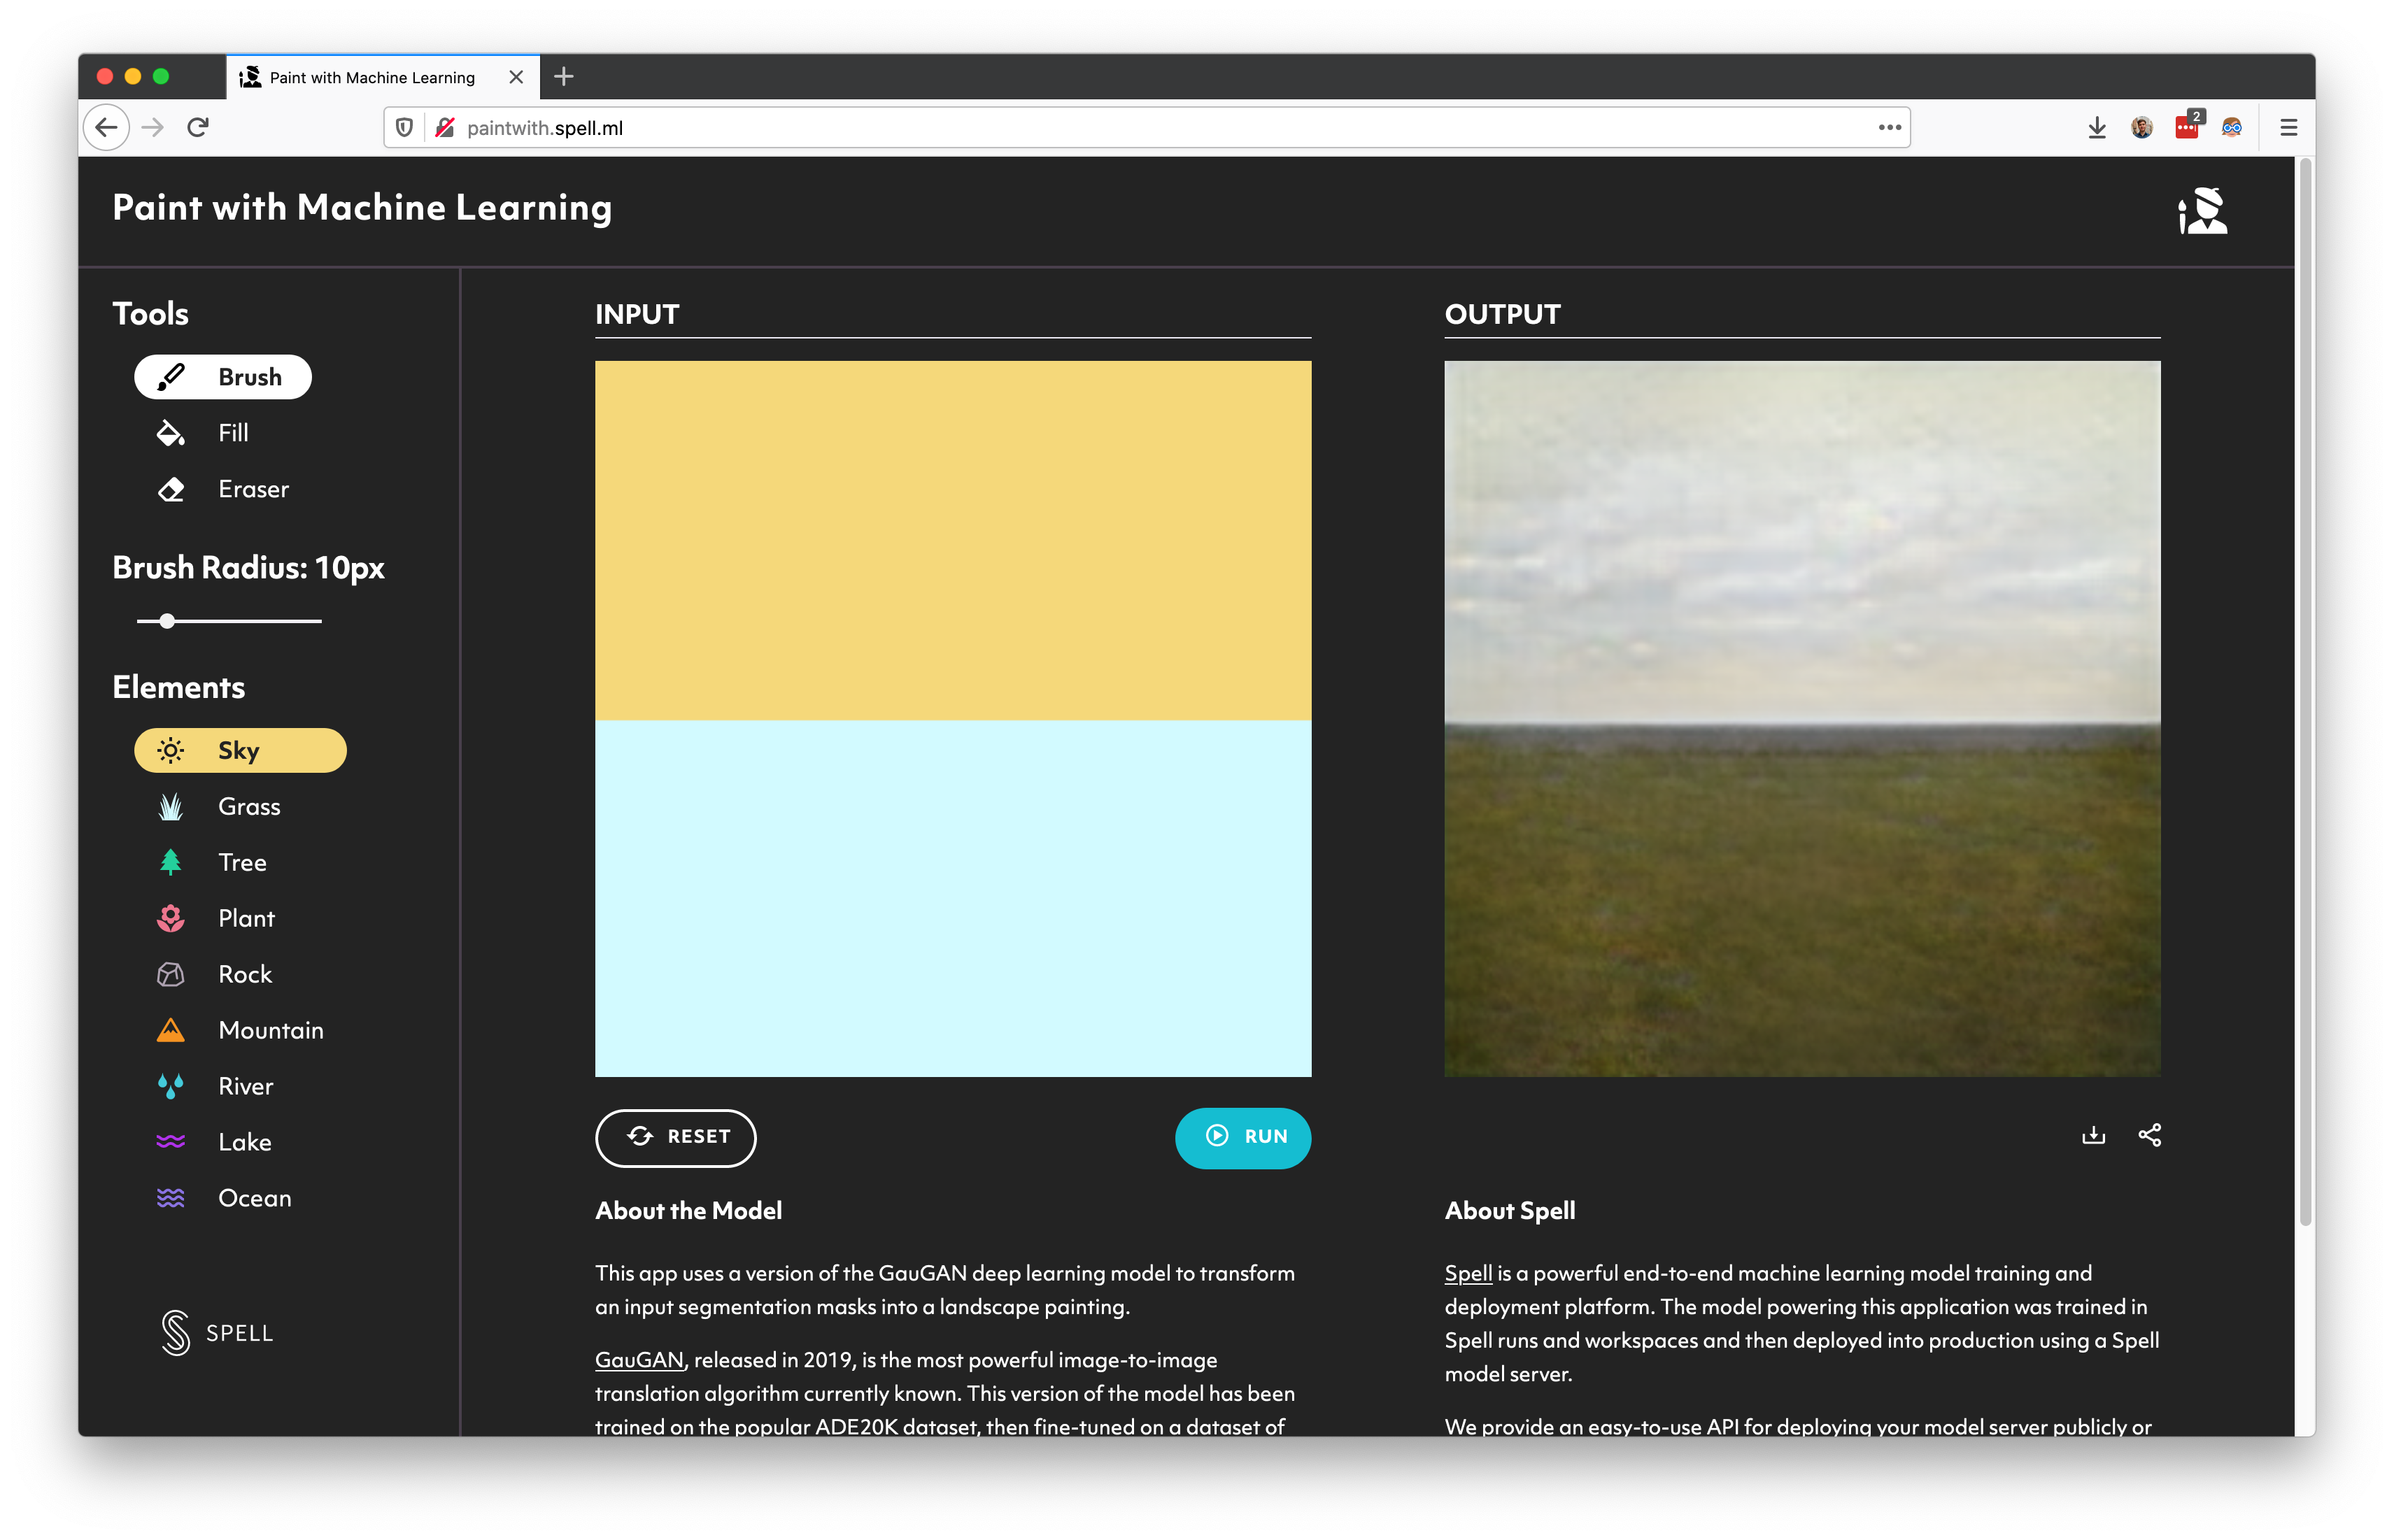 Paint with Machine Learning
paintwith.spell.ml
2
Paint with Machine Learning
Tools
Brush
Fill
Eraser
Brush Radius: 10px
Elements
Sky
Grass
Tree
Plant
Rock
Mountain
River
Lake
Ocean
SPELL
INPUT
RESET
RUN
About the Model
This app uses a version of the GauGAN deep learning model to transform
an input segmentation masks into a landscape painting.
GauGAN, released in 2019, is the most powerful image-to-image
translation algorithm currently known. This version of the model has been
trained on the popular ADE20K dataset, then fine-tuned on a dataset of
OUTPUT
About Spell
Spell is a powerful end-to-end machine learning model training and
deployment platform. The model powering this application was trained in
Spell runs and workspaces and then deployed into production using a Spell
model server.
We provide an easy-to-use API for deploying your model server publicly or